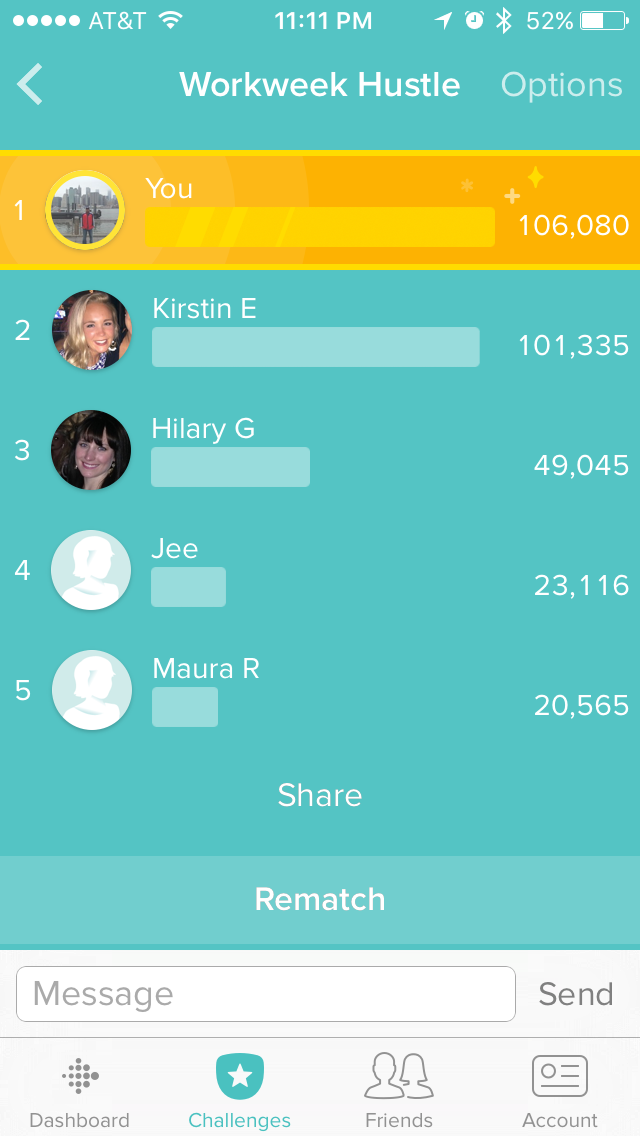 AT&T 11:11 PM 52%
Workweek Hustle Options
1 You 106,080
2 Kirstin E 101,335
3 Hilary G 49,045
4 Jee 23,116
5 Maura R 20,565
Share
Rematch
Message Send
Dashboard Challenges Friends Account